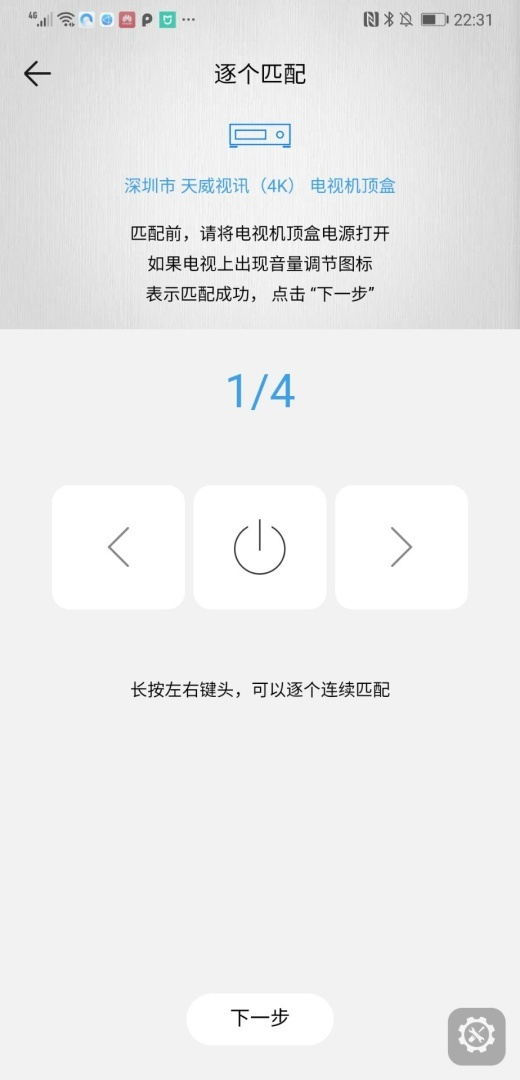 4G 22:31
逐个匹配
深圳市 天威视讯（4K） 电视机顶盒
匹配前，请将电视机顶盒电源打开
如果电视上出现音量调节图标
表示匹配成功， 点击 “下一步”
1/4
长按左右键头，可以逐个连续匹配
下一步